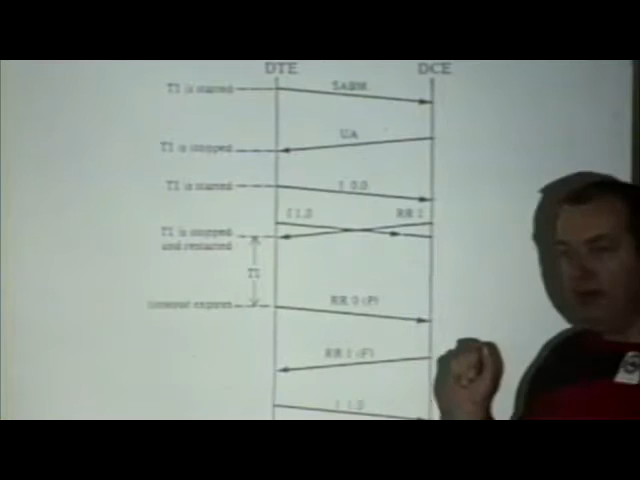 DTE DCE
T1 is started SABM
UA
T1 is stopped
T1 is started I 0,0
I 1,0 RR 1
T1 is stopped
and restarted
T1
timeout expires RR 0 (P)
RR 1 (F)
I 1,0